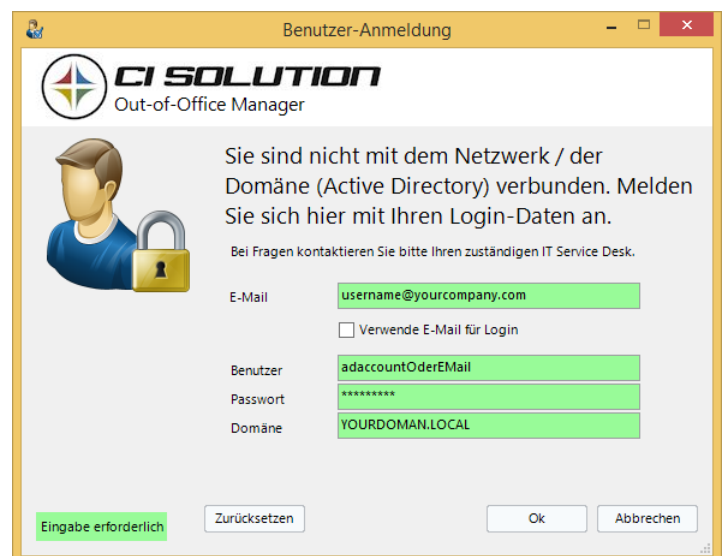 Benutzer-Anmeldung
CI SOLUTION
Out-of-Office Manager
Sie sind nicht mit dem Netzwerk / der
Domäne (Active Directory) verbunden. Melden
Sie sich hier mit Ihren Login-Daten an.
Bei Fragen kontaktieren Sie bitte Ihren zuständigen IT Service Desk.
E-Mail username@yourcompany.com
Verwende E-Mail für Login
Benutzer adaccountOderEMail
Passwort *********
Domäne YOURDOMAN.LOCAL
Eingabe erforderlich Zurücksetzen Ok Abbrechen